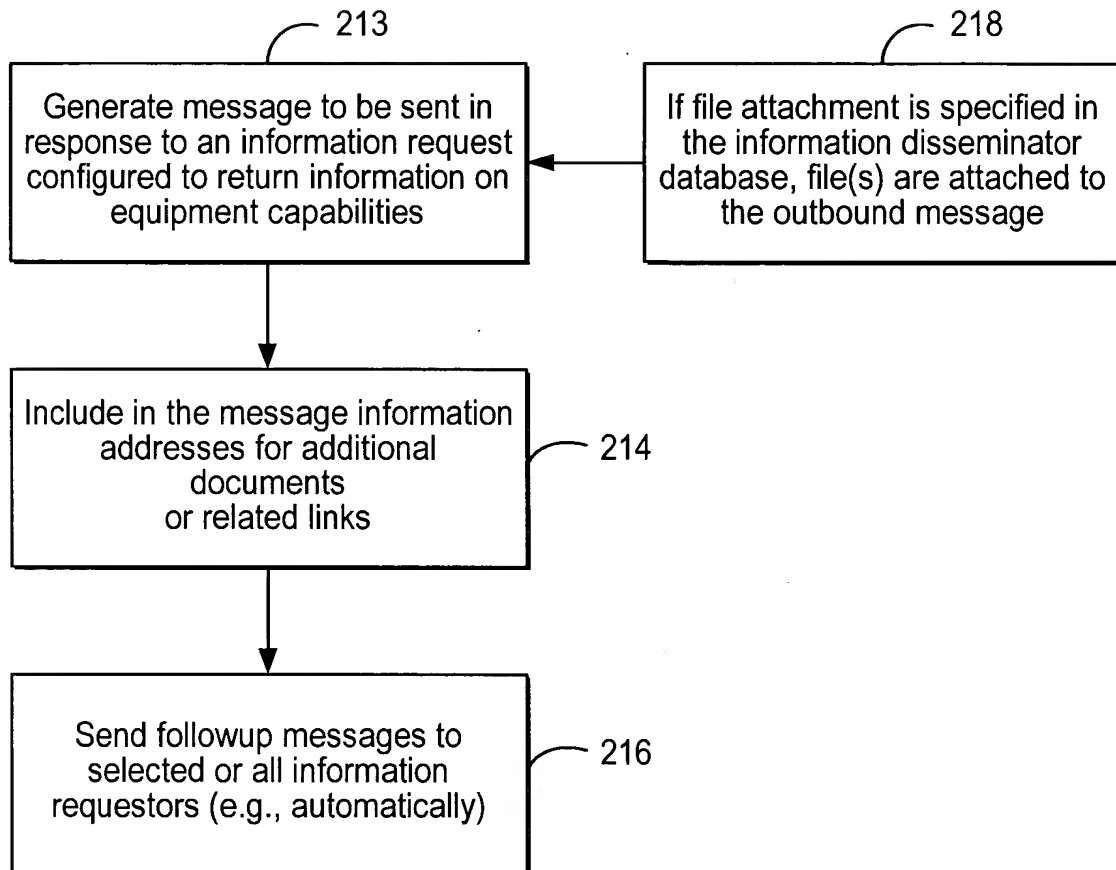 213
Generate message to be sent in
response to an information request
configured to return information on
equipment capabilities
218
If file attachment is specified in
the information disseminator
database, file(s) are attached to
the outbound message
Include in the message information
addresses for additional
documents
or related links
214
Send followup messages to
selected or all information
requestors (e.g., automatically)
216